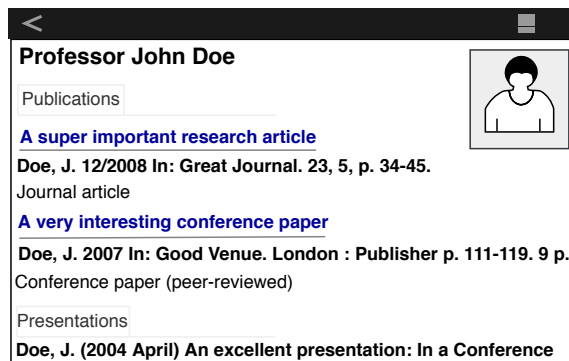 Professor John Doe
Publications
A super important research article
Doe, J. 12/2008 In: Great Journal. 23, 5, p. 34-45.
Journal article
A very interesting conference paper
Doe, J. 2007 In: Good Venue. London : Publisher p. 111-119. 9 p.
Conference paper (peer-reviewed)
Presentations
Doe, J. (2004 April) An excellent presentation: In a Conference